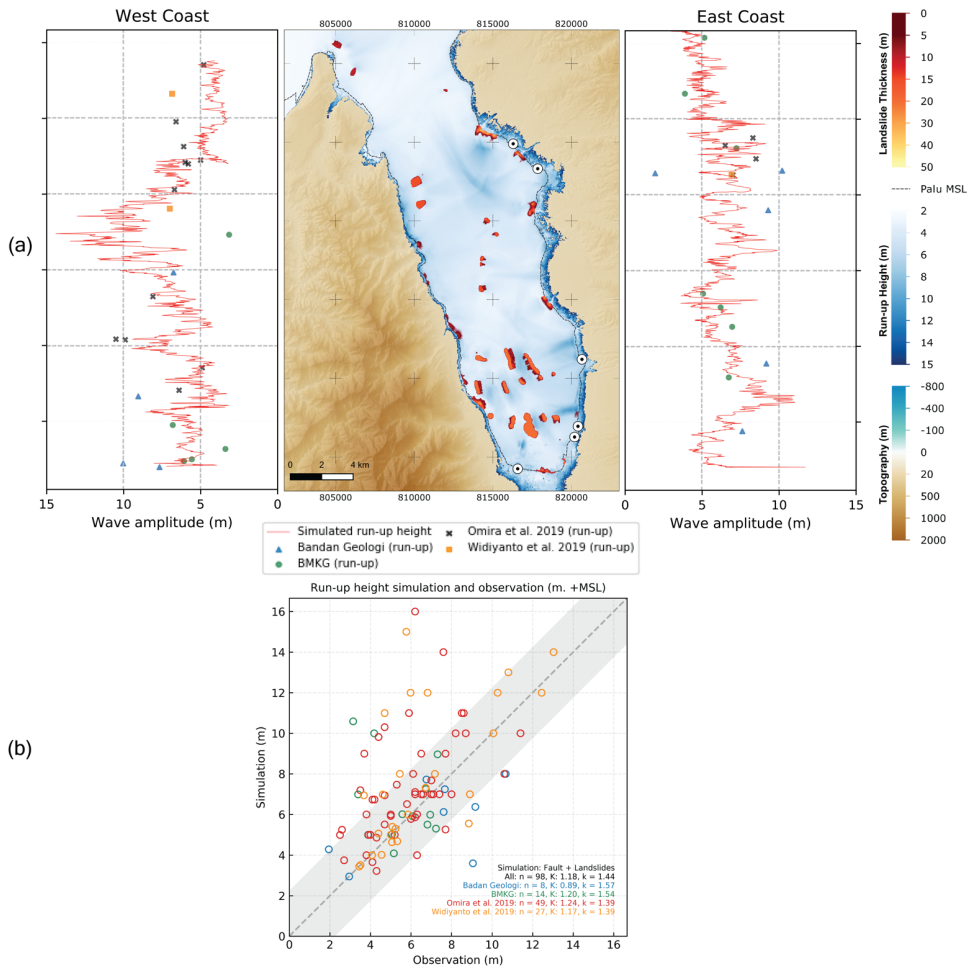 West Coast
805000 810000 815000 820000
East Coast
(a)
0
2
4 km
15 10 5 0
Wave amplitude (m)
805000 810000 815000 820000
0 5 10 15
Wave amplitude (m)
0
5
10
15
20
30
40
50
Landslide Thickness (m)
Palu MSL
2
4
6
8
10
12
14
15
Run-up Height (m)
-800
-400
-100
0
20
500
1000
2000
Topography (m)
Simulated run-up height
Bandan Geologi (run-up)
BMKG (run-up)
Omira et al. 2019 (run-up)
Widiyanto et al. 2019 (run-up)
(b)
Run-up height simulation and observation (m. +MSL)
16
14
12
10
8
6
4
2
0
Simulation (m)
Simulation: Fault + Landslides
All: n = 98, K: 1.18, k = 1.44
Badan Geologi: n = 8, K: 0.89, k = 1.57
BMKG: n = 14, K: 1.20, k = 1.54
Omira et al. 2019: n = 49, K: 1.24, k = 1.39
Widiyanto et al. 2019: n = 27, K: 1.17, k = 1.39
0 2 4 6 8 10 12 14 16
Observation (m)